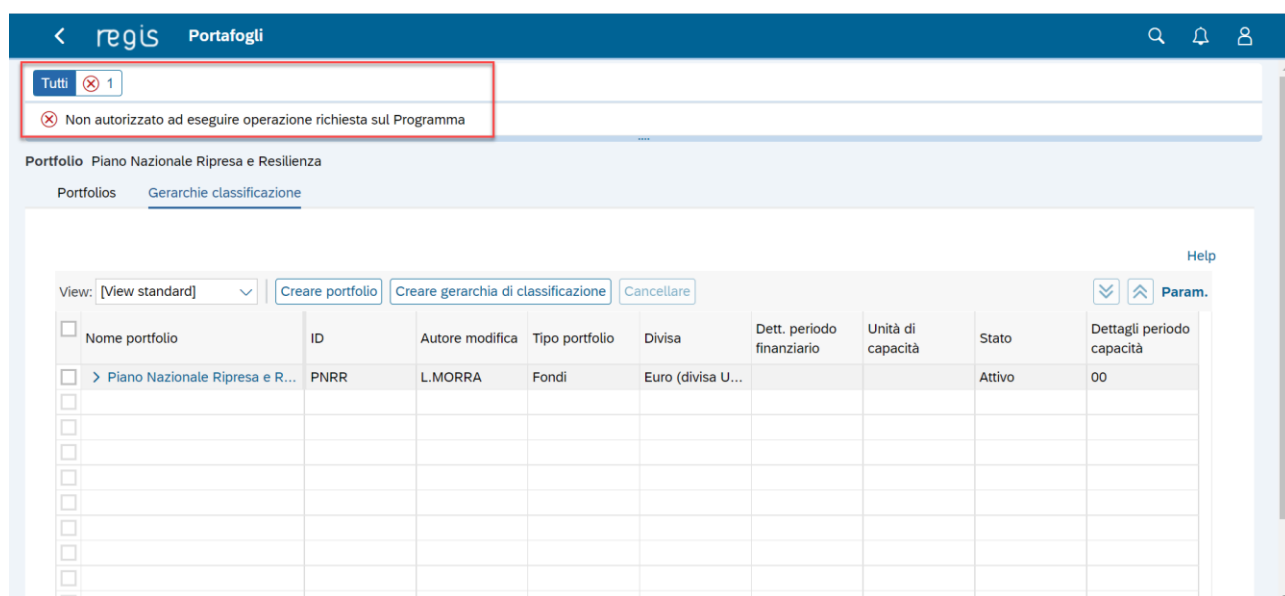 regis Portafogli
Tutti 1
Non autorizzato ad eseguire operazione richiesta sul Programma
Portfolio Piano Nazionale Ripresa e Resilienza
Portfolios Gerarchie classificazione
Help
View: [View standard] Creare portfolio Creare gerarchia di classificazione Cancellare Param.
Nome portfolio ID Autore modifica Tipo portfolio Divisa Dett. periodo finanziario Unità di capacità Stato Dettagli periodo capacità
Piano Nazionale Ripresa e R... PNRR L.MORRA Fondi Euro (divisa U... Attivo 00